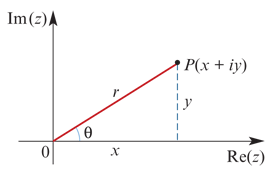 Im(z)
P(x + iy)
r
y
θ
0
x
Re(z)